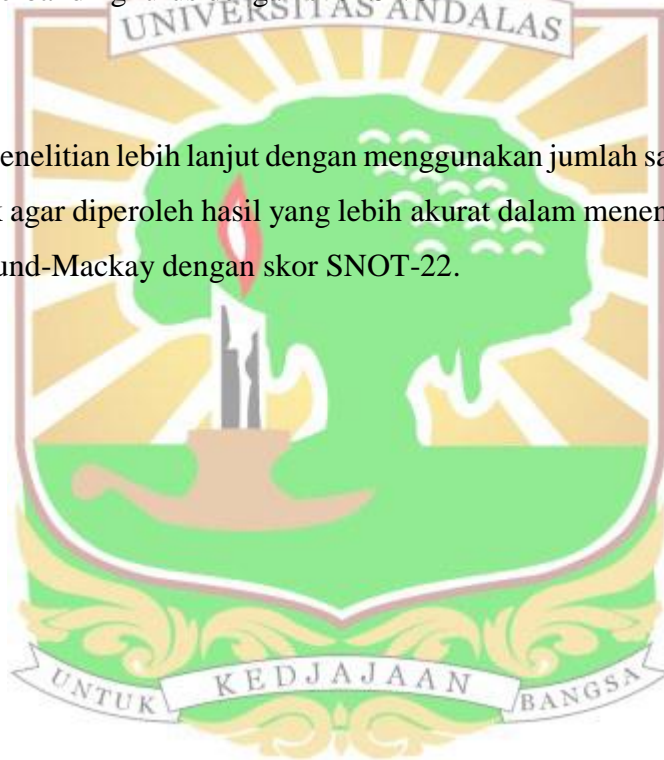 UNIVERSITAS ANDALAS
enelitian lebih lanjut dengan menggunakan jumlah sa
k agar diperoleh hasil yang lebih akurat dalam menen
und-Mackay dengan skor SNOT-22.
UNTUK KEDJAJAAN BANGSA